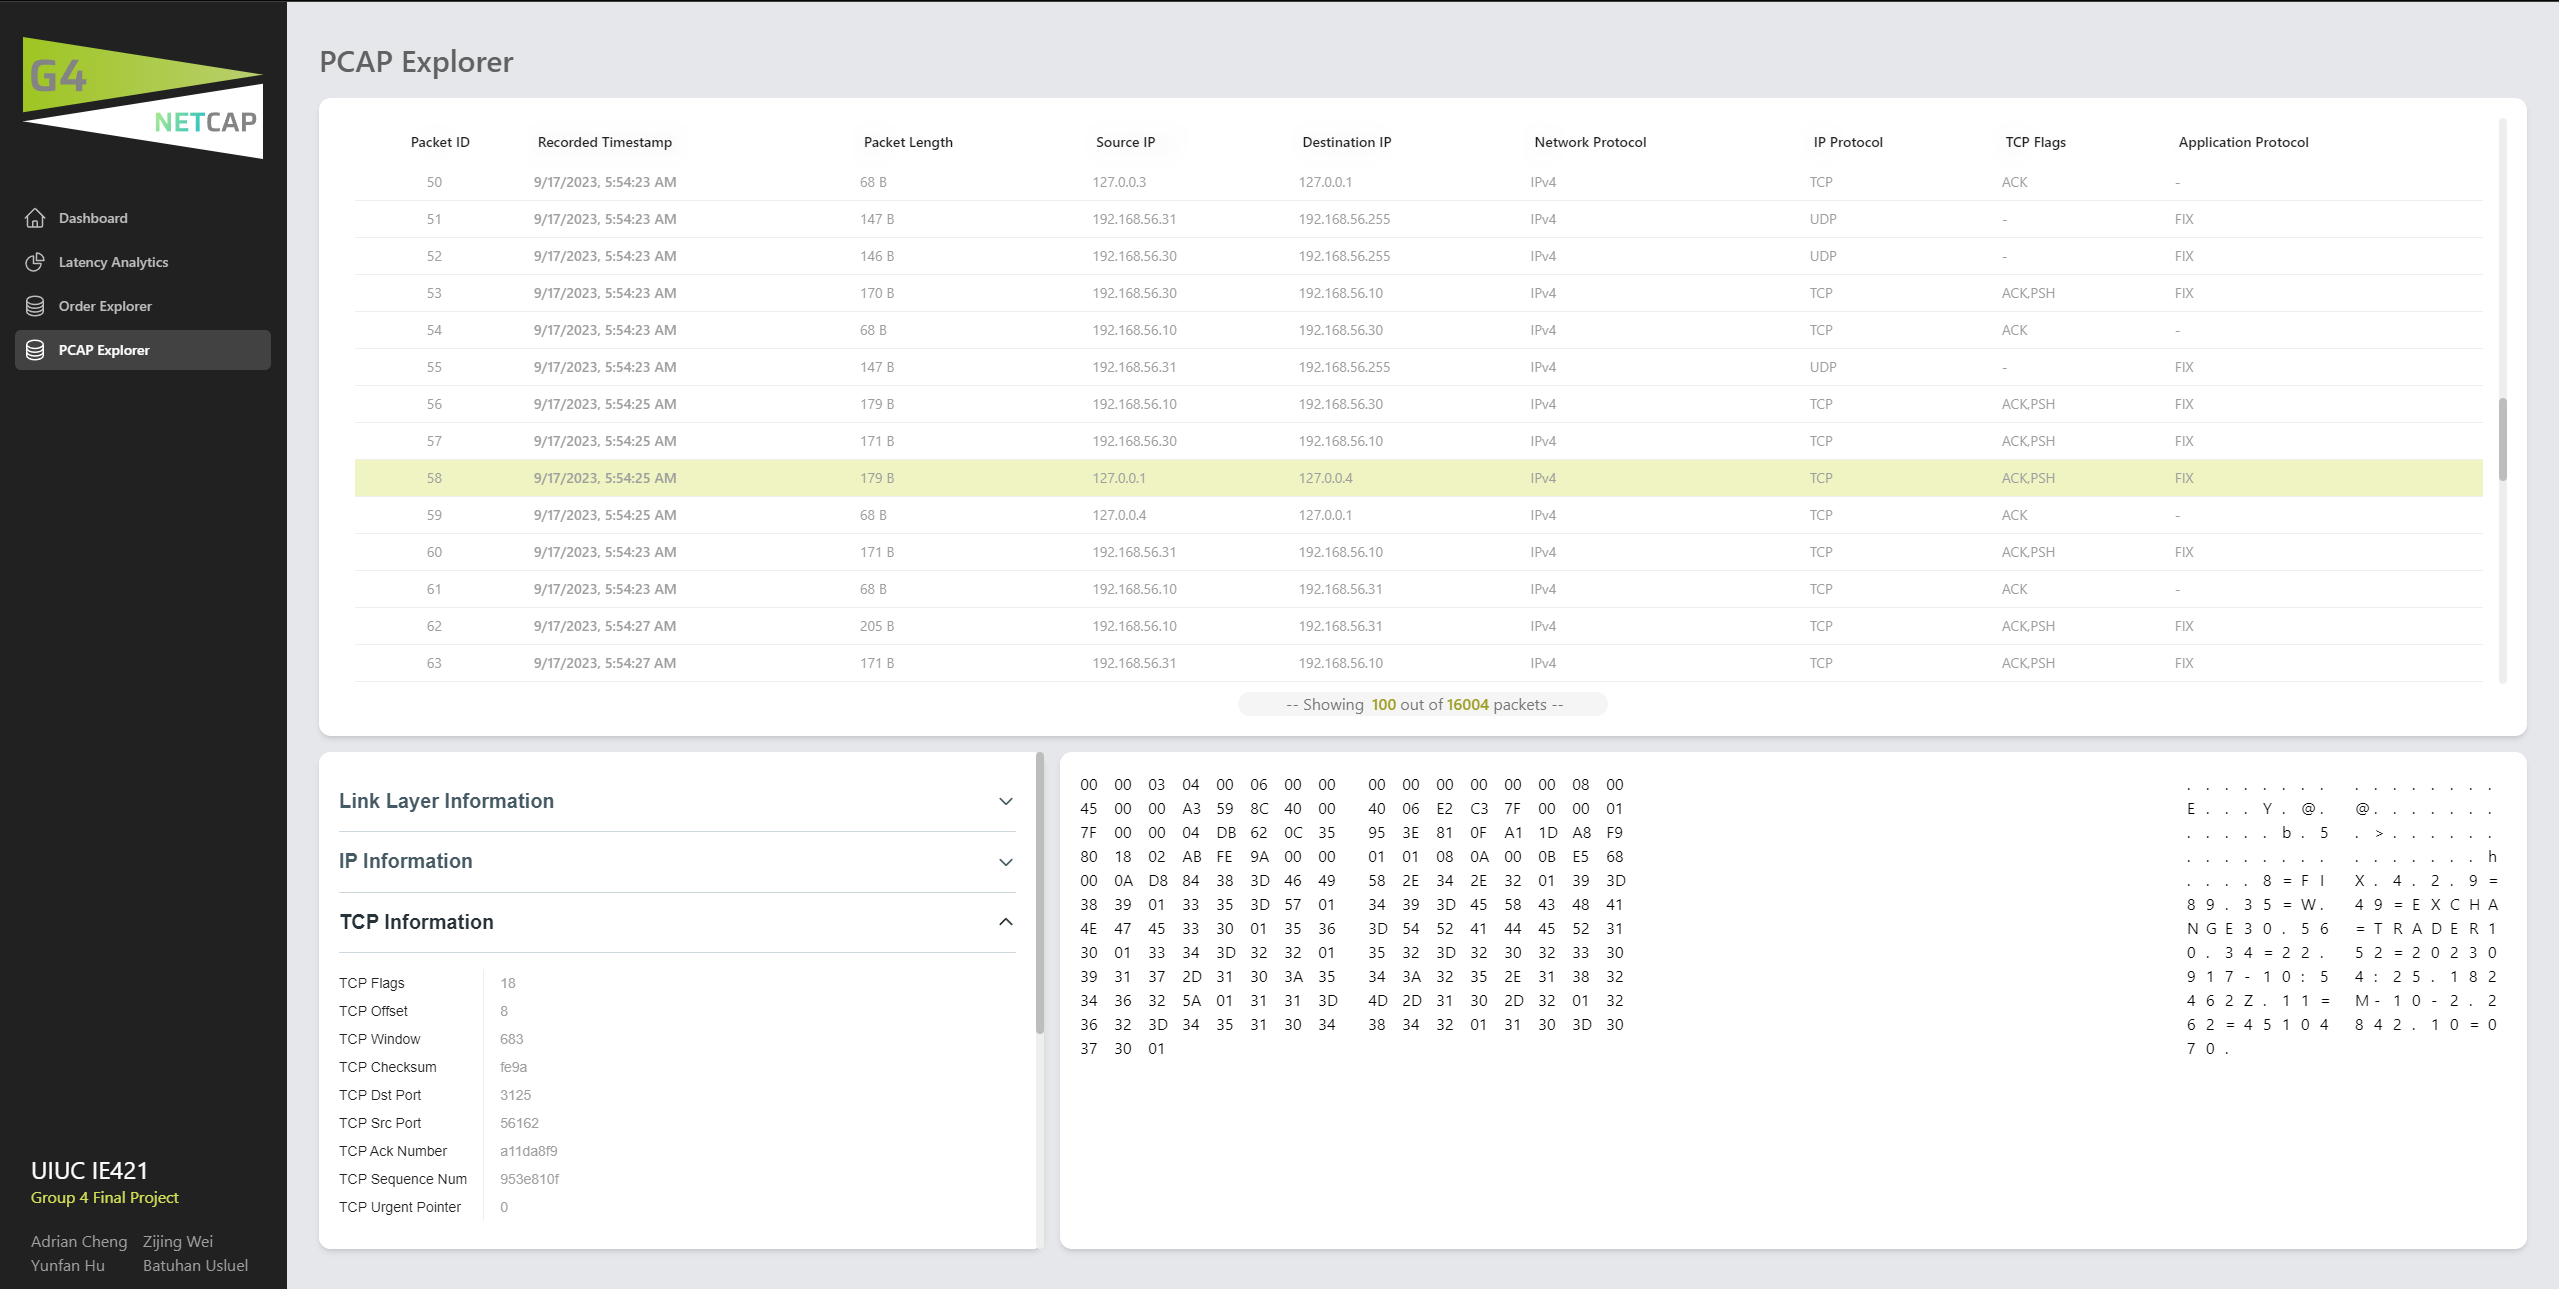 G4
NETCAP
Dashboard
Latency Analytics
Order Explorer
PCAP Explorer
UIUC IE421
Group 4 Final Project
Adrian Cheng Zijing Wei
Yunfan Hu Batuhan Usluel
PCAP Explorer
Packet ID Recorded Timestamp Packet Length Source IP Destination IP Network Protocol IP Protocol TCP Flags Application Protocol
50 9/17/2023, 5:54:23 AM 68 B 127.0.0.3 127.0.0.1 IPv4 TCP ACK -
51 9/17/2023, 5:54:23 AM 147 B 192.168.56.31 192.168.56.255 IPv4 UDP - FIX
52 9/17/2023, 5:54:23 AM 146 B 192.168.56.30 192.168.56.255 IPv4 UDP - FIX
53 9/17/2023, 5:54:23 AM 170 B 192.168.56.30 192.168.56.10 IPv4 TCP ACK,PSH FIX
54 9/17/2023, 5:54:23 AM 68 B 192.168.56.10 192.168.56.30 IPv4 TCP ACK -
55 9/17/2023, 5:54:23 AM 147 B 192.168.56.31 192.168.56.255 IPv4 UDP - FIX
56 9/17/2023, 5:54:25 AM 179 B 192.168.56.10 192.168.56.30 IPv4 TCP ACK,PSH FIX
57 9/17/2023, 5:54:25 AM 171 B 192.168.56.30 192.168.56.10 IPv4 TCP ACK,PSH FIX
58 9/17/2023, 5:54:25 AM 179 B 127.0.0.1 127.0.0.4 IPv4 TCP ACK,PSH FIX
59 9/17/2023, 5:54:25 AM 68 B 127.0.0.4 127.0.0.1 IPv4 TCP ACK -
60 9/17/2023, 5:54:23 AM 171 B 192.168.56.31 192.168.56.10 IPv4 TCP ACK,PSH FIX
61 9/17/2023, 5:54:23 AM 68 B 192.168.56.10 192.168.56.31 IPv4 TCP ACK -
62 9/17/2023, 5:54:27 AM 205 B 192.168.56.10 192.168.56.31 IPv4 TCP ACK,PSH FIX
63 9/17/2023, 5:54:27 AM 171 B 192.168.56.31 192.168.56.10 IPv4 TCP ACK,PSH FIX
-- Showing 100 out of 16004 packets --
Link Layer Information
IP Information
TCP Information
TCP Flags 18
TCP Offset 8
TCP Window 683
TCP Checksum fe9a
TCP Dst Port 3125
TCP Src Port 56162
TCP Ack Number a11da8f9
TCP Sequence Num 953e810f
TCP Urgent Pointer 0
00 00 03 04 00 06 00 00 00 00 00 00 00 00 08 00 . . . . . . . . . . . . . . . .
45 00 00 A3 59 8C 40 00 40 06 E2 C3 7F 00 00 01 E . . . Y . @ . @ . . . . . . .
7F 00 00 04 DB 62 0C 35 95 3E 81 0F A1 1D A8 F9 . . . . . b . 5 . > . . . . . .
80 18 02 AB FE 9A 00 00 01 01 08 0A 00 0B E5 68 . . . . . . . . . . . . . . . h
00 0A D8 84 38 3D 46 49 58 2E 34 2E 32 01 39 3D . . . . 8 = F I X . 4 . 2 . 9 =
38 39 01 33 35 3D 57 01 34 39 3D 45 58 43 48 41 8 9 . 3 5 = W . 4 9 = E X C H A
4E 47 45 33 30 01 35 36 3D 54 52 41 44 45 52 31 N G E 3 0 . 5 6 = T R A D E R 1
30 01 33 34 3D 32 32 01 35 32 3D 32 30 32 33 30 0 . 3 4 = 2 2 . 5 2 = 2 0 2 3 0
39 31 37 2D 31 30 3A 35 34 3A 32 35 2E 31 38 32 9 1 7 - 1 0 : 5 4 : 2 5 . 1 8 2
34 36 32 5A 01 31 31 3D 4D 2D 31 30 2D 32 01 32 4 6 2 Z . 1 1 = M - 1 0 - 2 . 2
36 32 3D 34 35 31 30 34 38 34 32 01 31 30 3D 30 6 2 = 4 5 1 0 4 8 4 2 . 1 0 = 0
37 30 01 7 0 .